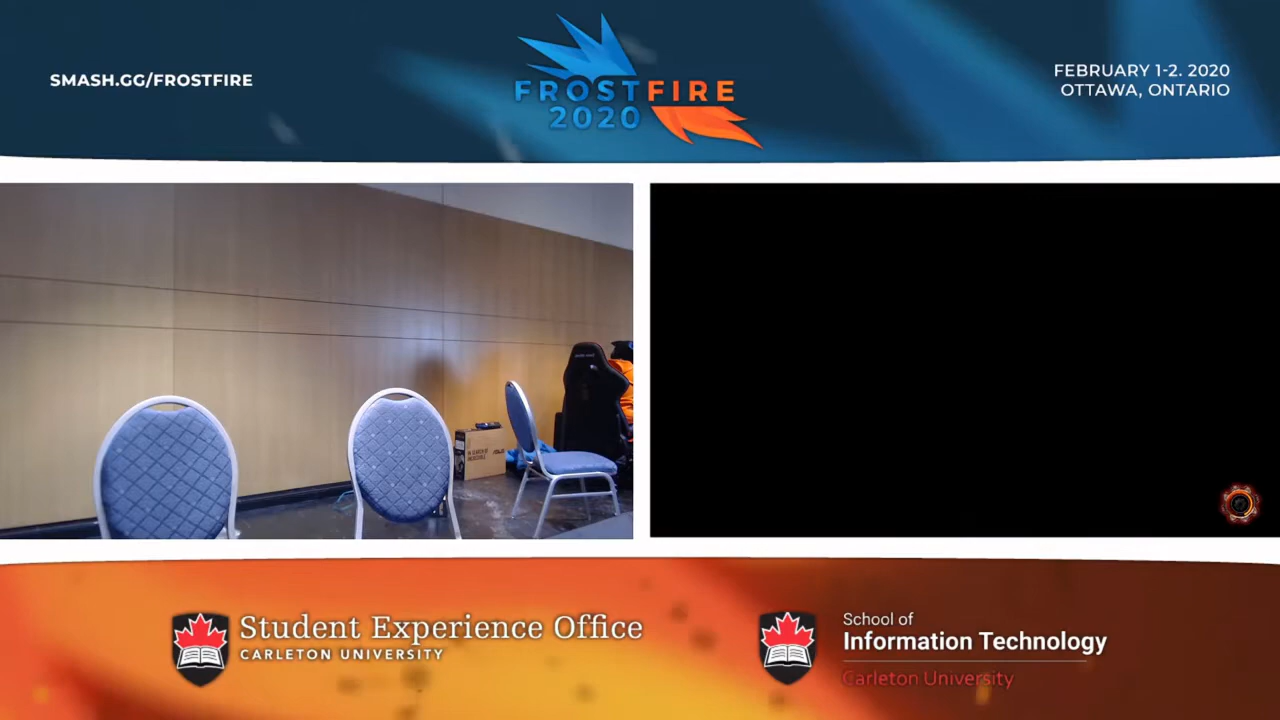 SMASH.GG/FROSTFIRE
FROSTFIRE
2020
FEBRUARY 1-2. 2020
OTTAWA, ONTARIO
Student Experience Office
CARLETON UNIVERSITY
School of
Information Technology
Carleton University